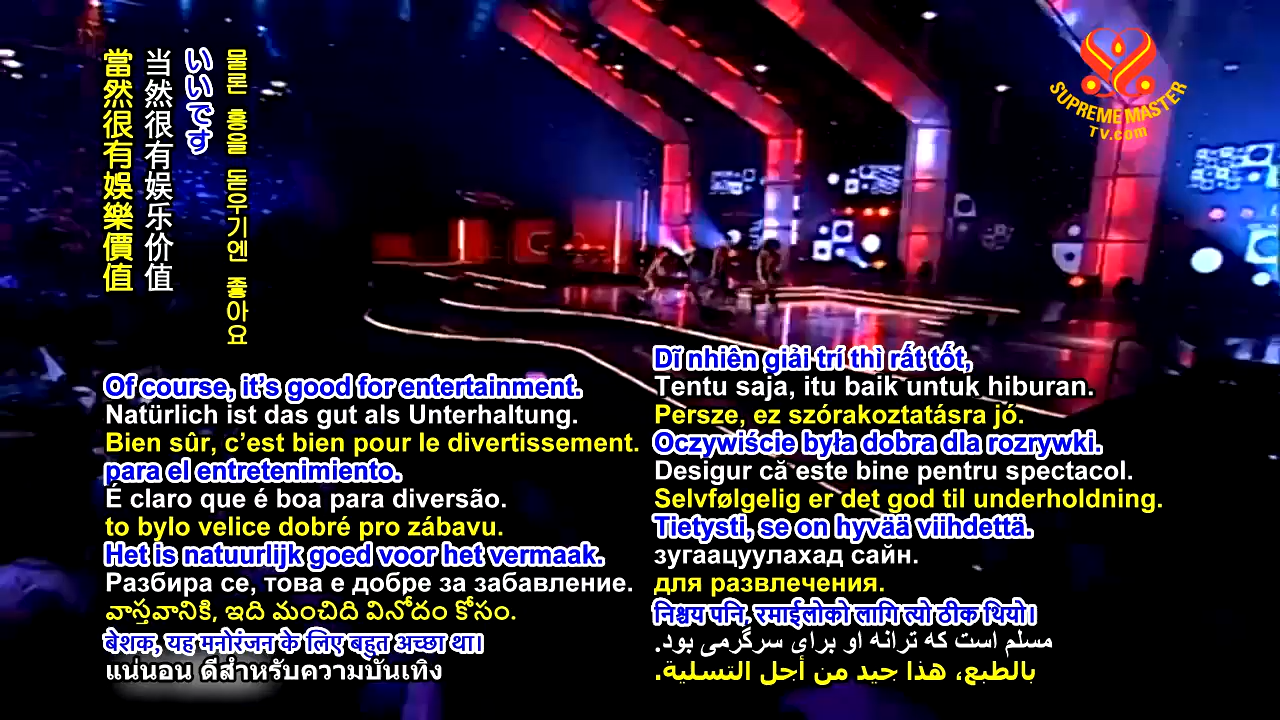 當然很有娛樂價值
当然很有娱乐价值
いいです
물론 흥을 돋우기엔 좋아요
SUPREME MASTER
TV.com
Of course, it's good for entertainment.
Natürlich ist das gut als Unterhaltung.
Bien sûr, c'est bien pour le divertissement.
para el entretenimiento.
É claro que é boa para diversão.
to bylo velice dobré pro zábavu.
Het is natuurlijk goed voor het vermaak.
Разбира се, това е добре за забавление.
వాస్తవానికి, ఇది మంచిది వినోదం కోసం.
बेशक, यह मनोरंजन के लिए बहुत अच्छा था।
แน่นอน ดีสำหรับความบันเทิง
Dĩ nhiên giải trí thì rất tốt,
Tentu saja, itu baik untuk hiburan.
Persze, ez szórakoztatásra jó.
Oczywiście była dobra dla rozrywki.
Desigur că este bine pentru spectacol.
Selvfølgelig er det god til underholdning.
Tietysti, se on hyvää viihdettä.
зугаацуулахад сайн.
для развлечения.
निश्चय पनि, रमाईलोको लागि त्यो ठीक थियो।
مسلم است که ترانه او برای سرگرمی بود.
بالطبع، هذا جيد من أجل التسلية.